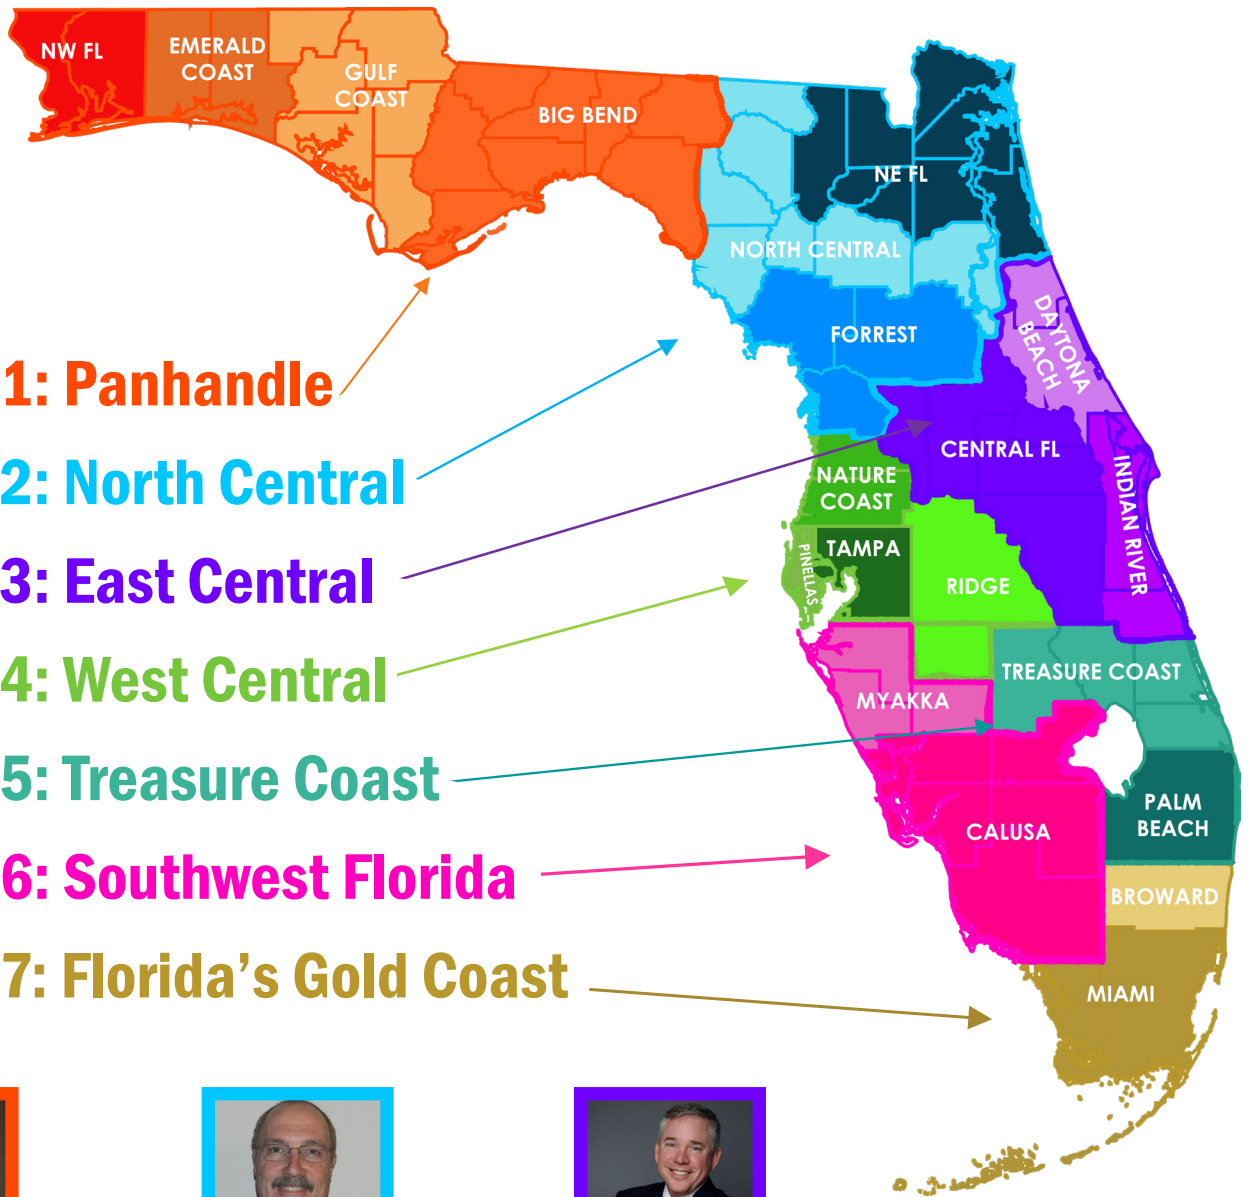 NW FL
EMERALD
COAST
GULF
COAST
BIG BEND
NE FL
NORTH CENTRAL
FORREST
DAYTONA
BEACH
CENTRAL FL
INDIAN RIVER
NATURE
COAST
PINELLAS
TAMPA
RIDGE
TREASURE COAST
MYAKKA
PALM
BEACH
CALUSA
BROWARD
MIAMI
1: Panhandle
2: North Central
3: East Central
4: West Central
5: Treasure Coast
6: Southwest Florida
7: Florida's Gold Coast